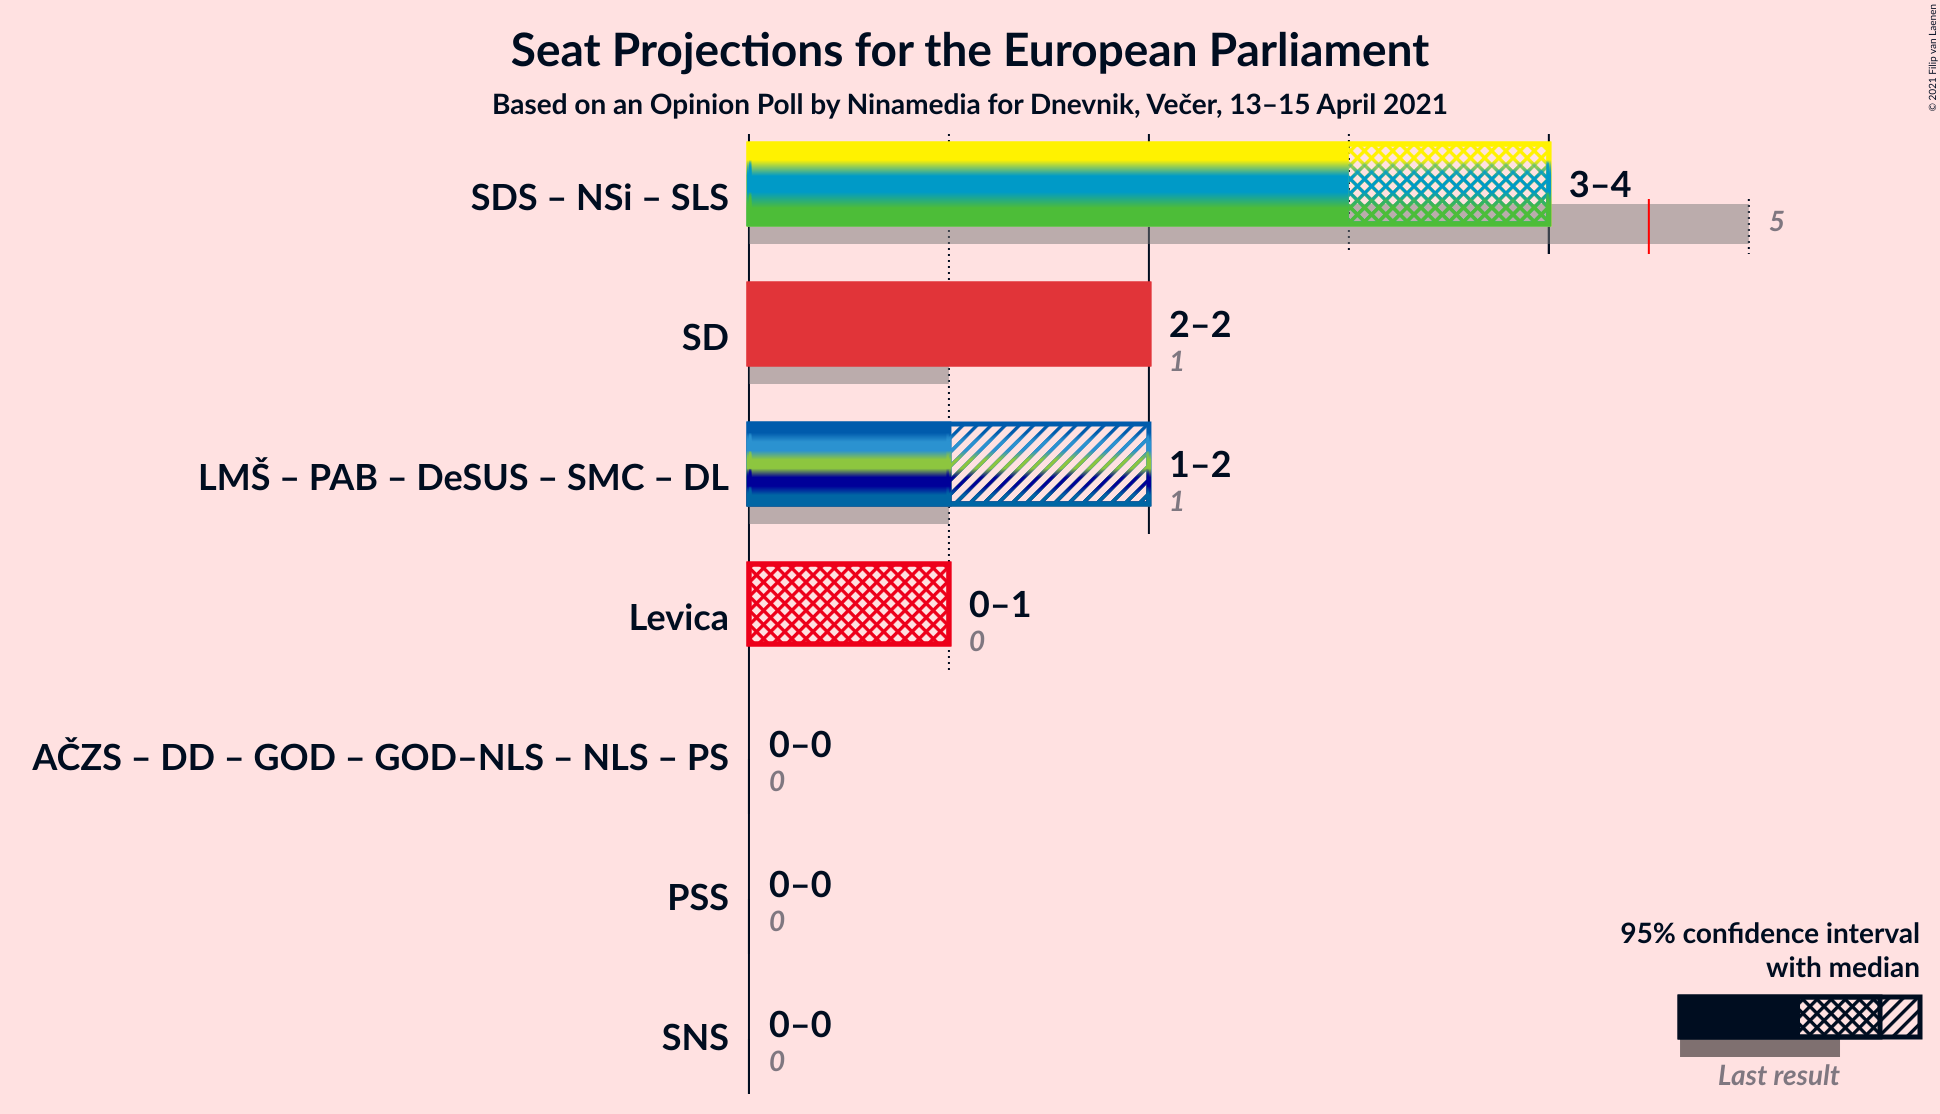 Seat Projections for the European Parliament
Based on an Opinion Poll by Ninamedia for Dnevnik, Večer, 13–15 April 2021
© 2021 Filip van Laenen
SDS – NSi – SLS
3–4
5
SD
2–2
1
LMŠ – PAB – DeSUS – SMC – DL
1–2
1
Levica
0–1
0
AČZS – DD – GOD – GOD–NLS – NLS – PS
0–0
0
PSS
0–0
0
SNS
0–0
0
95% confidence interval
with median
Last result